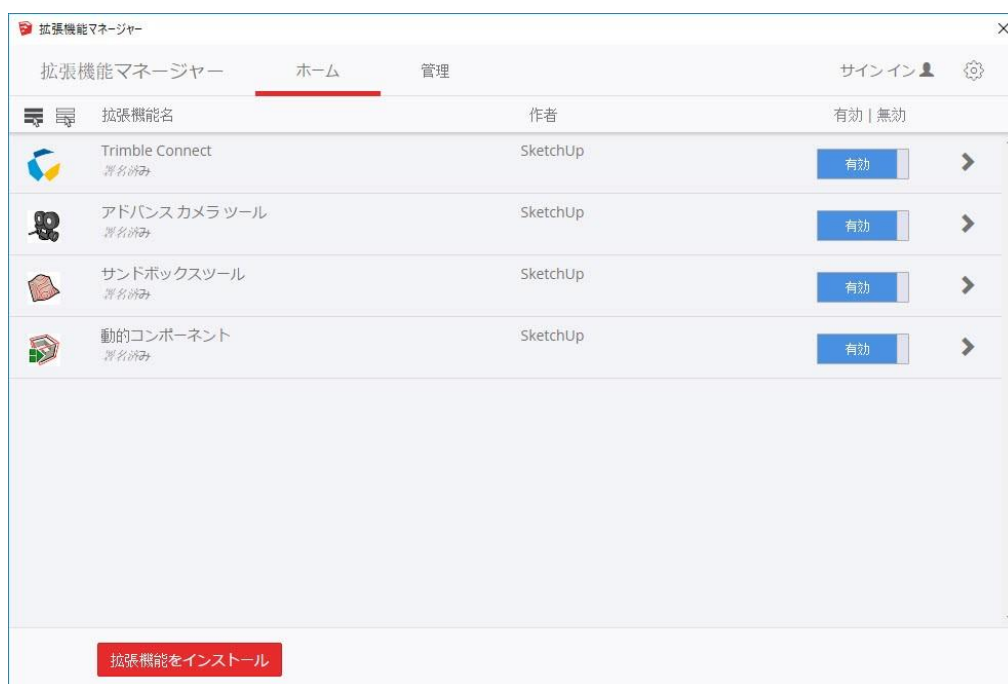 拡張機能マネージャー
拡張機能マネージャー ホーム 管理 サイン イン
拡張機能名 作者 有効 | 無効
Trimble Connect SketchUp 有効
署名済み
アドバンス カメラ ツール SketchUp 有効
署名済み
サンドボックスツール SketchUp 有効
署名済み
動的コンポーネント SketchUp 有効
署名済み
拡張機能をインストール